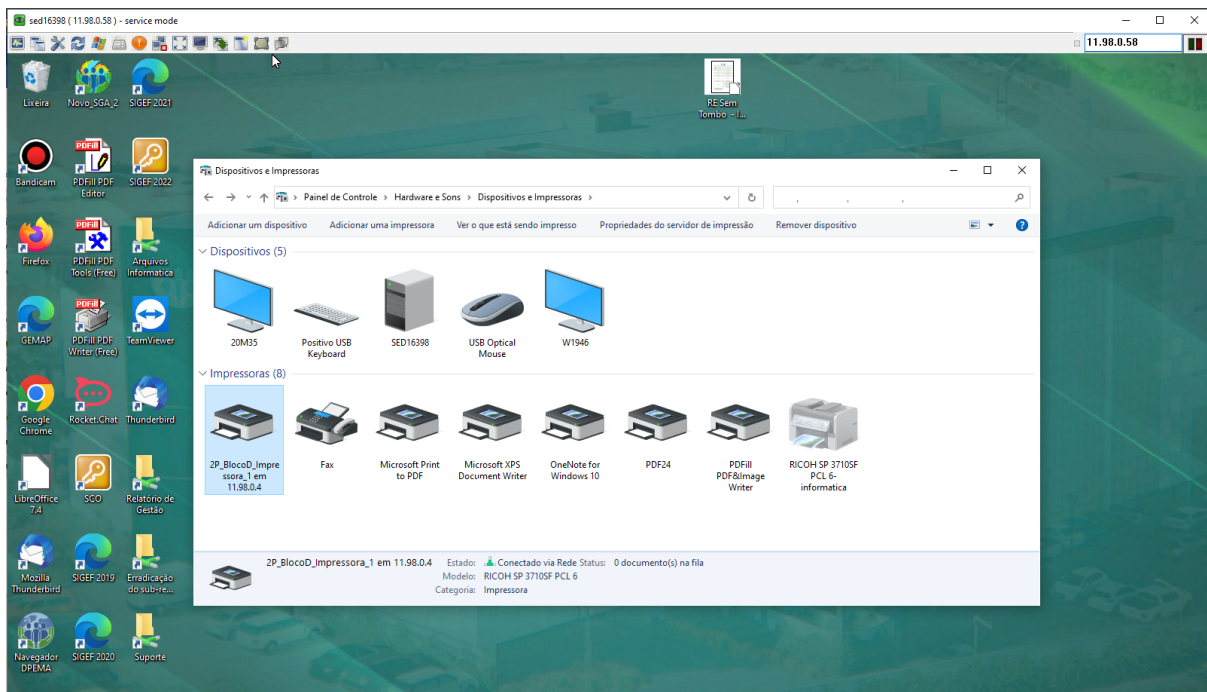 sed16398 ( 11.98.0.58 ) - service mode
11.98.0.58
Lixeira
Novo_SGA_2
SIGEF 2021
RE Sem
Tombo - I...
Bandicam
PDFill
PDFill PDF
Editor
SIGEF 2022
Firefox
PDFill
PDFill PDF
Tools (Free)
Arquivos
Informatica
GEMAP
PDFill
PDFill PDF
Writer (Free)
TeamViewer
Google
Chrome
Rocket.Chat
Thunderbird
LibreOffice
7.4
SCO
Relatório de
Gestão
Mozilla
Thunderbird
SIGEF 2019
Erradicação
do sub-re...
Navegador
DPEMA
SIGEF 2020
Suporte
Dispositivos e Impressoras
Painel de Controle > Hardware e Sons > Dispositivos e Impressoras >
Adicionar um dispositivo Adicionar uma impressora Ver o que está sendo impresso Propriedades do servidor de impressão Remover dispositivo
Dispositivos (5)
20M35
Positivo USB
Keyboard
SED16398
USB Optical
Mouse
W1946
Impressoras (8)
2P_BlocoD_Impre
ssora_1 em
11.98.0.4
Fax
Microsoft Print
to PDF
Microsoft XPS
Document Writer
OneNote for
Windows 10
PDF24
PDFill
PDF&Image
Writer
RICOH SP 3710SF
PCL 6-
informatica
2P_BlocoD_Impressora_1 em 11.98.0.4 Estado: Conectado via Rede Status: 0 documento(s) na fila
Modelo: RICOH SP 3710SF PCL 6
Categoria: Impressora